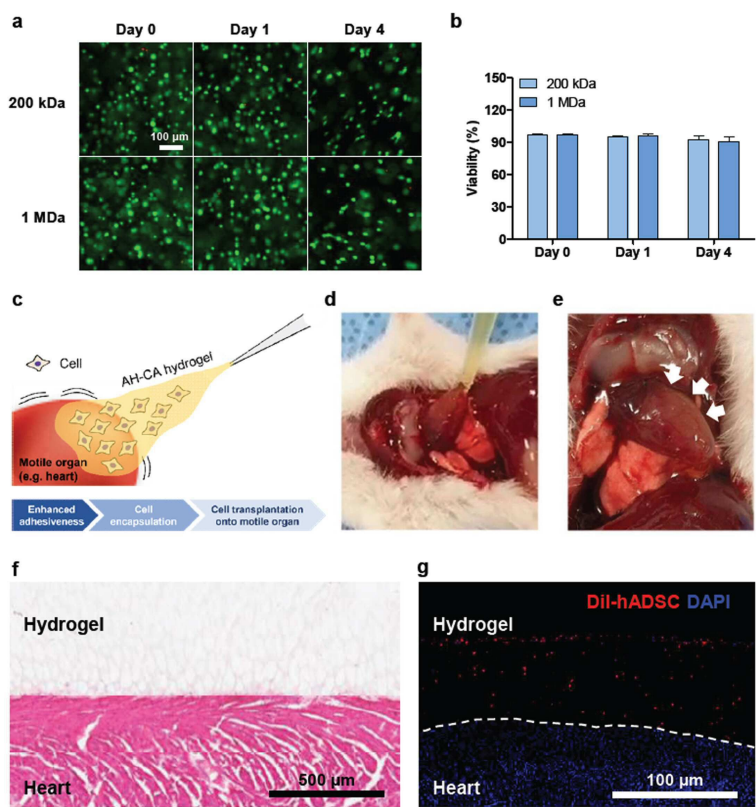 a
Day 0 Day 1 Day 4
200 kDa
100 µm
1 MDa
b
200 kDa
1 MDa
Viability (%)
150
120
90
60
30
0
Day 0 Day 1 Day 4
c
Cell
AH-CA hydrogel
Motile organ
(e.g. heart)
Enhanced
adhesiveness
Cell
encapsulation
Cell transplantation
onto motile organ
d
e
f
Hydrogel
Heart
500 µm
g
DiI-hADSC DAPI
Hydrogel
Heart
100 µm